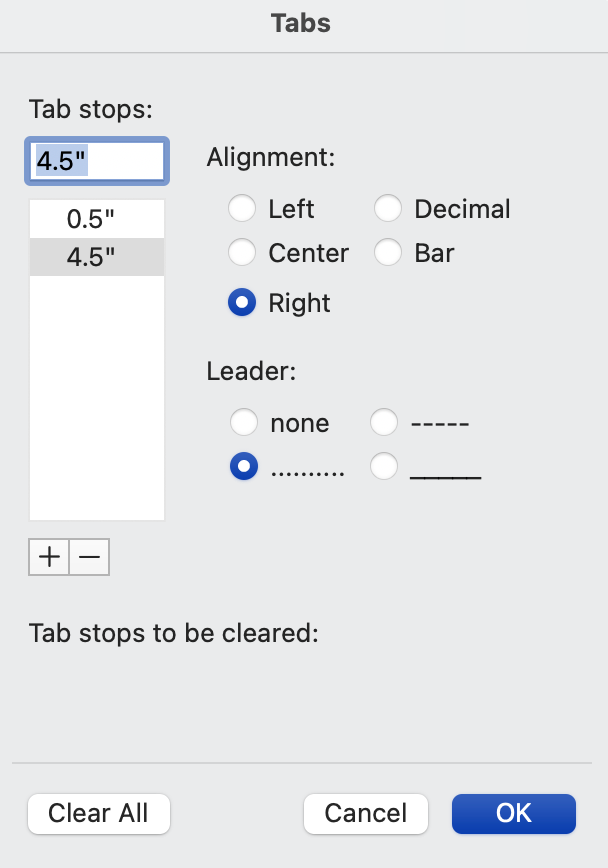 Tabs
Tab stops:
4.5"
0.5"
4.5"
Alignment:
Left Decimal
Center Bar
Right
Leader:
none -----
.......... _____
+ −
Tab stops to be cleared:
Clear All Cancel OK